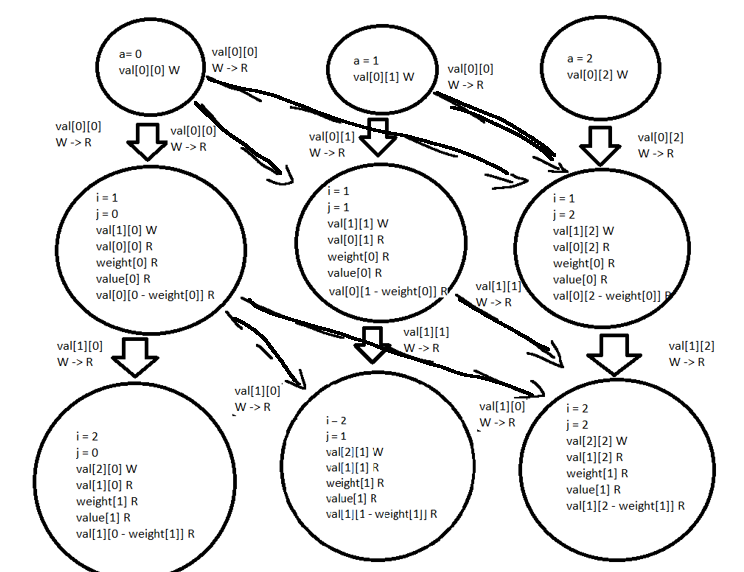 a= 0
val[0][0] W
val[0][0]
W -> R
a = 1
val[0][1] W
val[0][0]
W -> R
a = 2
val[0][2] W
val[0][0]
W -> R
val[0][0]
W -> R
val[0][1]
W -> R
val[0][2]
W -> R
i = 1
j = 0
val[1][0] W
val[0][0] R
weight[0] R
value[0] R
val[0][0 - weight[0]] R
i = 1
j = 1
val[1][1] W
val[0][1] R
weight[0] R
value[0] R
val[0][1 - weight[0]] R
i = 1
j = 2
val[1][2] W
val[0][2] R
weight[0] R
value[0] R
val[0][2 - weight[0]] R
val[1][1]
W -> R
val[1][0]
W -> R
val[1][1]
W -> R
val[1][2]
W -> R
val[1][0]
W -> R
val[1][0]
W -> R
i = 2
j = 0
val[2][0] W
val[1][0] R
weight[1] R
value[1] R
val[1][0 - weight[1]] R
i = 2
j = 1
val[2][1] W
val[1][1] R
weight[1] R
value[1] R
val[1][1 - weight[1]] R
i = 2
j = 2
val[2][2] W
val[1][2] R
weight[1] R
value[1] R
val[1][2 - weight[1]] R